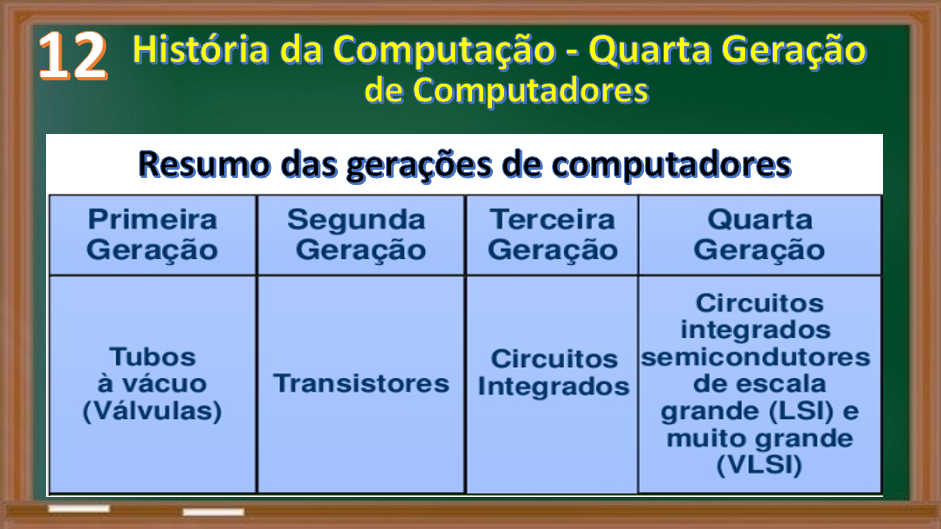 12
História da Computação - Quarta Geração
de Computadores
Resumo das gerações de computadores
Primeira
Geração
Segunda
Geração
Terceira
Geração
Quarta
Geração
Tubos
à vácuo
(Válvulas)
Transistores
Circuitos
Integrados
Circuitos
integrados
semicondutores
de escala
grande (LSI) e
muito grande
(VLSI)